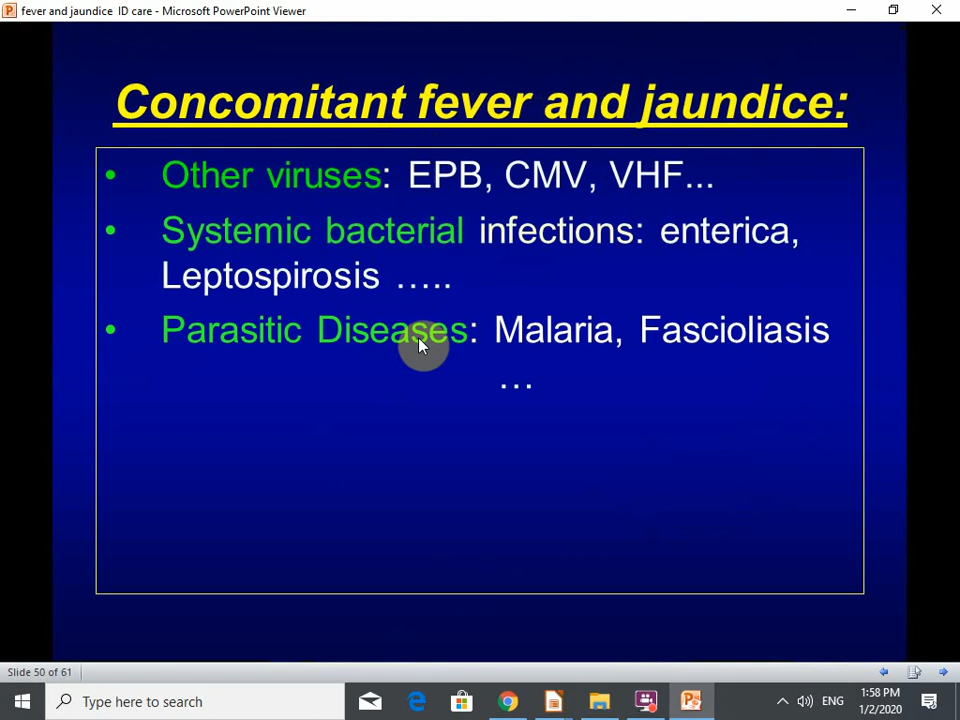 fever and jaundice ID care - Microsoft PowerPoint Viewer
Concomitant fever and jaundice:
• Other viruses: EPB, CMV, VHF...
• Systemic bacterial infections: enterica,
Leptospirosis …..
• Parasitic Diseases: Malaria, Fascioliasis
…
Slide 50 of 61
Type here to search
ENG
1:58 PM
1/2/2020